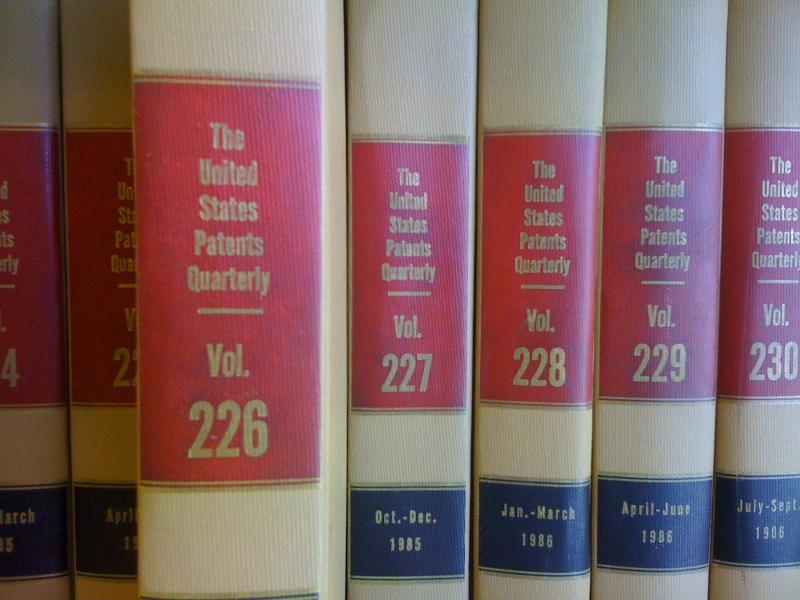 4
The
United
States
Patents
Quarterly
Vol.
226
The
United
States
Patents
Quarterly
Vol.
227
Oct.-Dec.
1985
The
United
States
Patents
Quarterly
Vol.
228
Jan.-March
1986
The
United
States
Patents
Quarterly
Vol.
229
April-June
1986
The
United
States
Patents
Quarterly
Vol.
230
July-Sept.
1986